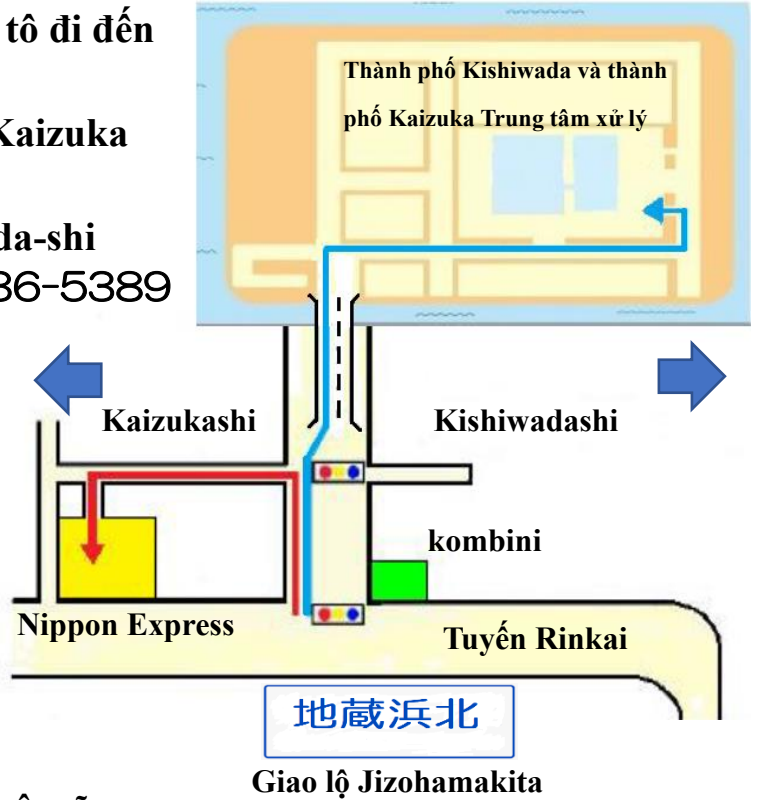 tô đi đến
Kaizuka
da-shi
36-5389
Thành phố Kishiwada và thành
phố Kaizuka Trung tâm xử lý
Kaizukashi
Kishiwadashi
kombini
Nippon Express
Tuyến Rinkai
地蔵浜北
Giao lộ Jizohamakita